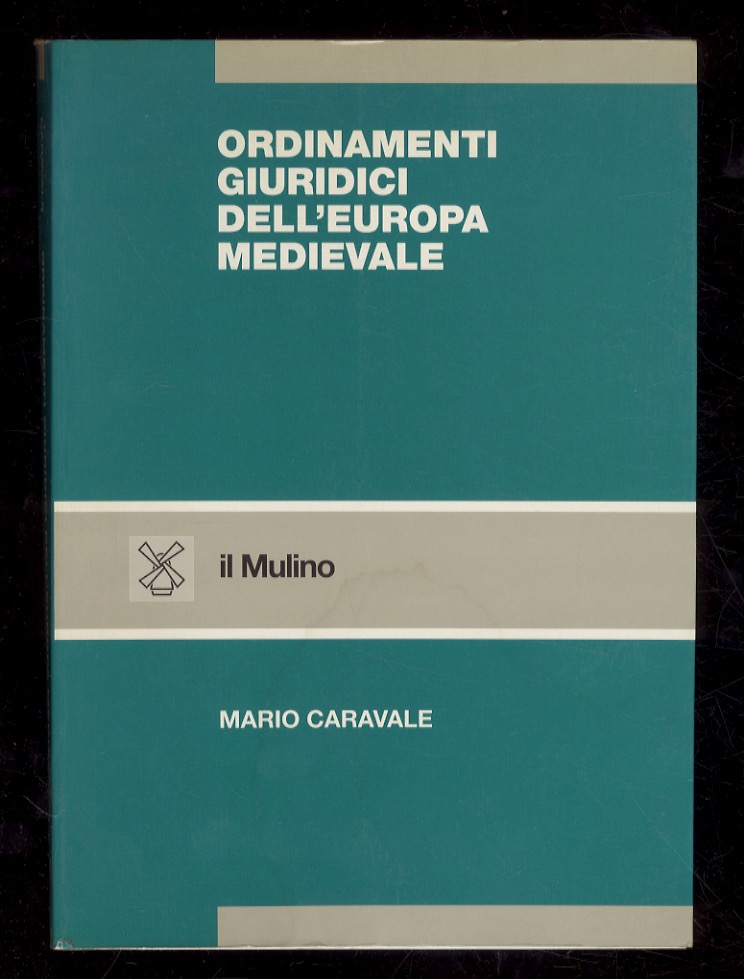 ORDINAMENTI
GIURIDICI
DELL'EUROPA
MEDIEVALE
il Mulino
MARIO CARAVALE